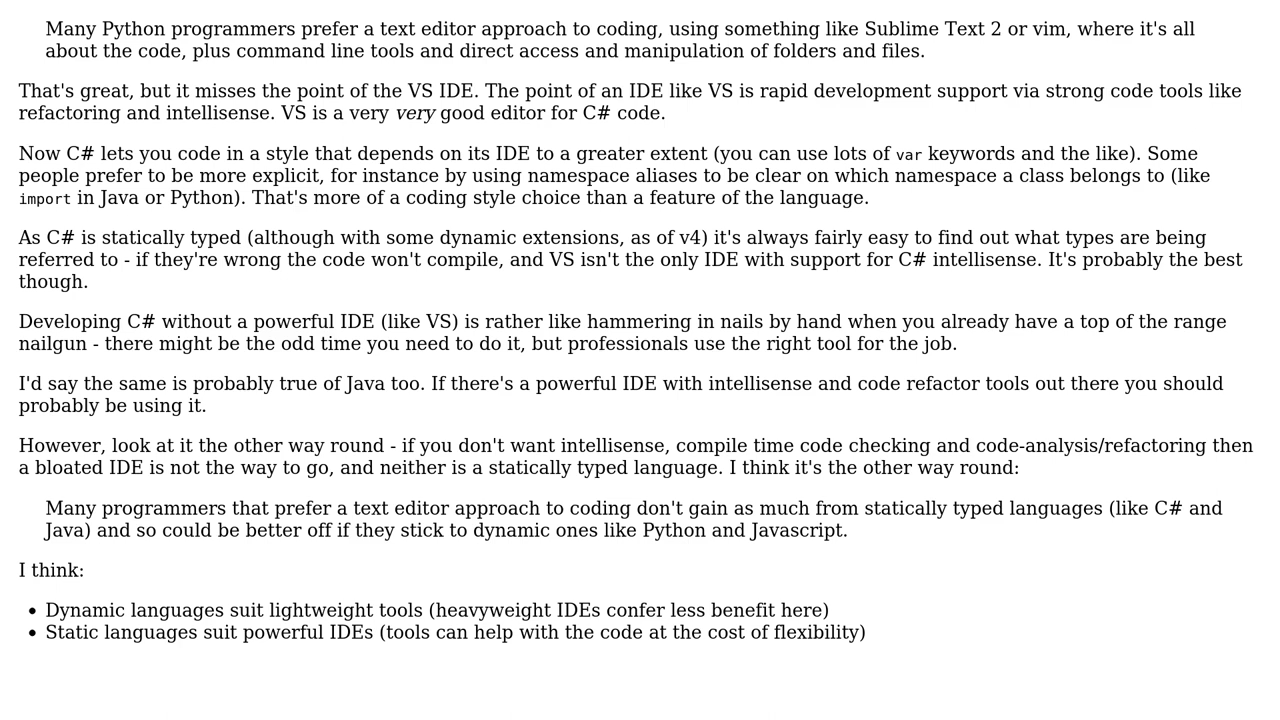 Many Python programmers prefer a text editor approach to coding, using something like Sublime Text 2 or vim, where it's all
about the code, plus command line tools and direct access and manipulation of folders and files.
That's great, but it misses the point of the VS IDE. The point of an IDE like VS is rapid development support via strong code tools like
refactoring and intellisense. VS is a very very good editor for C# code.
Now C# lets you code in a style that depends on its IDE to a greater extent (you can use lots of var keywords and the like). Some
people prefer to be more explicit, for instance by using namespace aliases to be clear on which namespace a class belongs to (like
import in Java or Python). That's more of a coding style choice than a feature of the language.
As C# is statically typed (although with some dynamic extensions, as of v4) it's always fairly easy to find out what types are being
referred to - if they're wrong the code won't compile, and VS isn't the only IDE with support for C# intellisense. It's probably the best
though.
Developing C# without a powerful IDE (like VS) is rather like hammering in nails by hand when you already have a top of the range
nailgun - there might be the odd time you need to do it, but professionals use the right tool for the job.
I'd say the same is probably true of Java too. If there's a powerful IDE with intellisense and code refactor tools out there you should
probably be using it.
However, look at it the other way round - if you don't want intellisense, compile time code checking and code-analysis/refactoring then
a bloated IDE is not the way to go, and neither is a statically typed language. I think it's the other way round:
Many programmers that prefer a text editor approach to coding don't gain as much from statically typed languages (like C# and
Java) and so could be better off if they stick to dynamic ones like Python and Javascript.
I think:
• Dynamic languages suit lightweight tools (heavyweight IDEs confer less benefit here)
• Static languages suit powerful IDEs (tools can help with the code at the cost of flexibility)